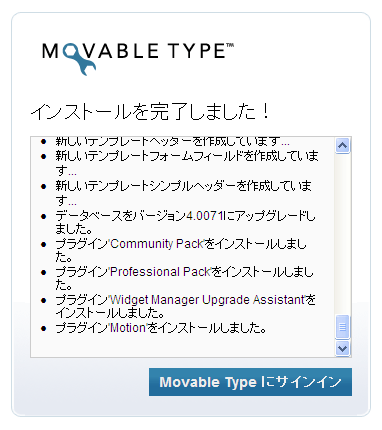 MOVABLE TYPE™
インストールを完了しました！
新しいテンプレートヘッダーを作成しています...
新しいテンプレートフォームフィールドを作成していま
す...
新しいテンプレートシンプルヘッダーを作成していま
す...
データベースをバージョン4.0071にアップグレードし
ました。
プラグイン'Community Pack'をインストールしまし
た。
プラグイン'Professional Pack'をインストールしまし
た。
プラグイン'Widget Manager Upgrade Assistant'を
インストールしました。
プラグイン'Motion'をインストールしました。
Movable Type にサインイン